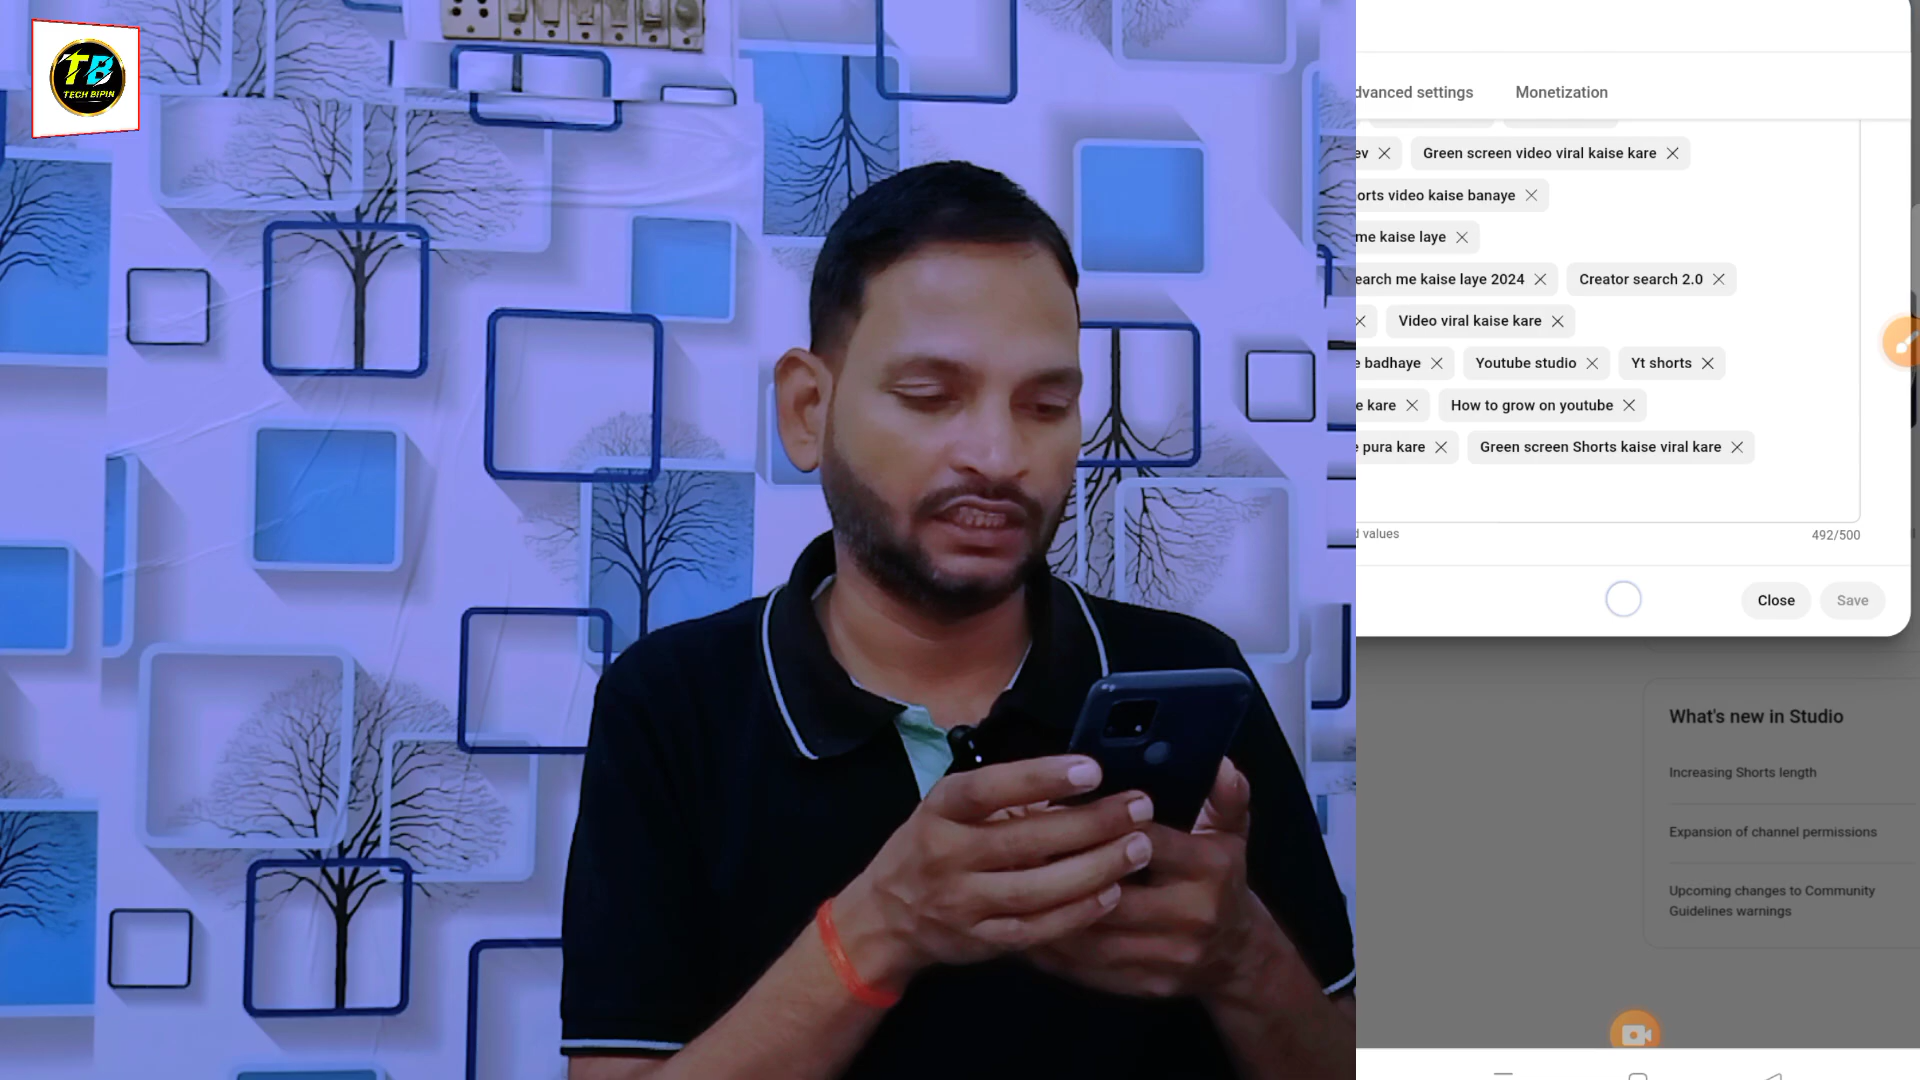 TB
TECH BIPIN
dvanced settings Monetization
ev Green screen video viral kaise kare
orts video kaise banaye
me kaise laye
earch me kaise laye 2024 Creator search 2.0
Video viral kaise kare
e badhaye Youtube studio Yt shorts
e kare How to grow on youtube
e pura kare Green screen Shorts kaise viral kare
d values 492/500
Close Save
What's new in Studio
Increasing Shorts length
Expansion of channel permissions
Upcoming changes to Community
Guidelines warnings